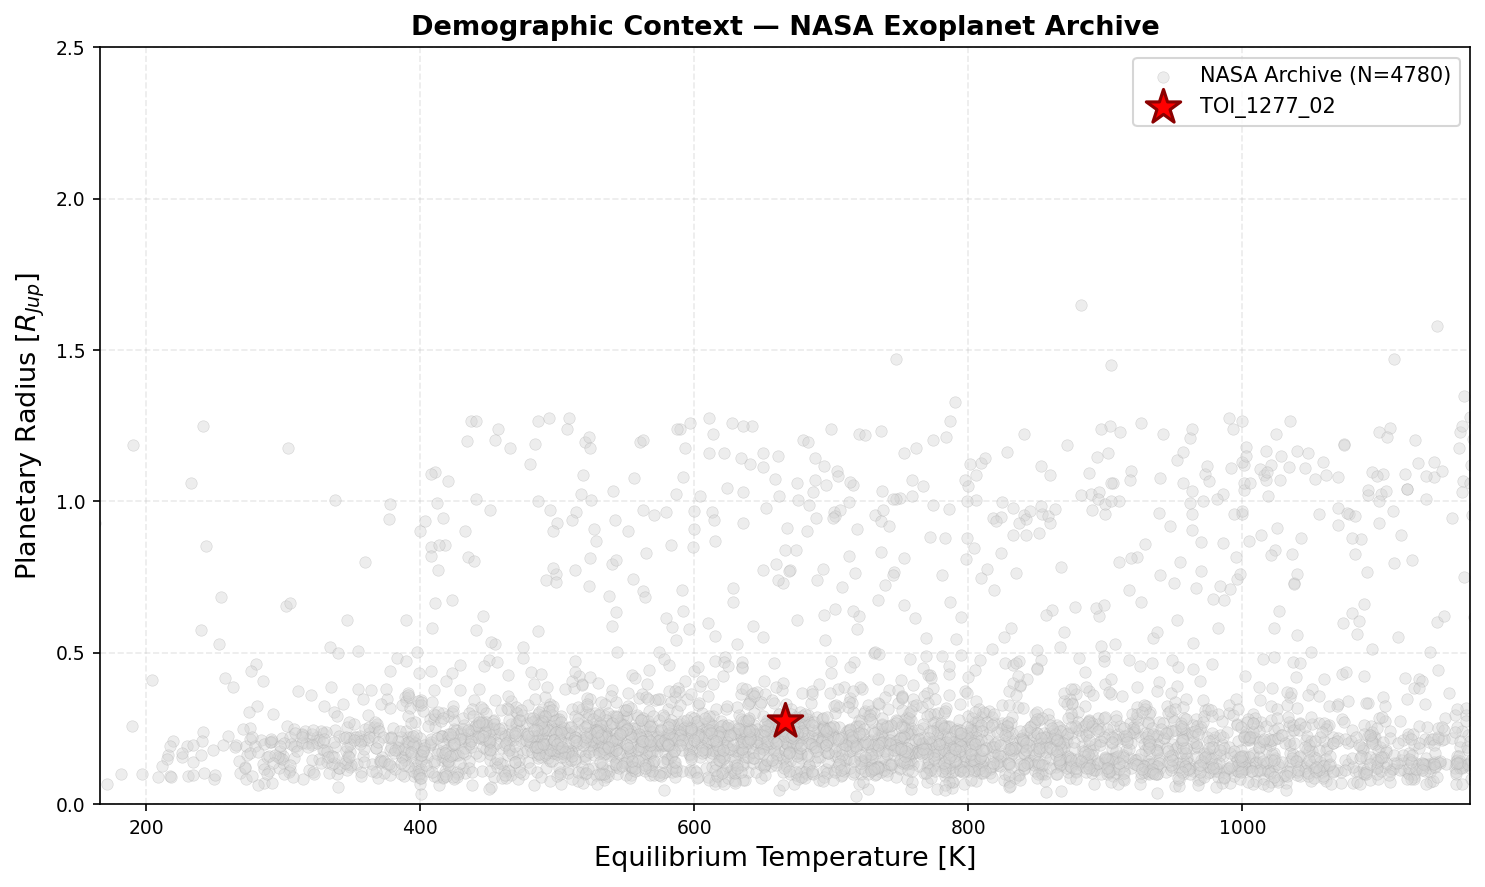 Demographic Context — NASA Exoplanet Archive
NASA Archive (N=4780)
TOI_1277_02
Planetary Radius [R_Jup]
2.5
2.0
1.5
1.0
0.5
0.0
200 400 600 800 1000
Equilibrium Temperature [K]